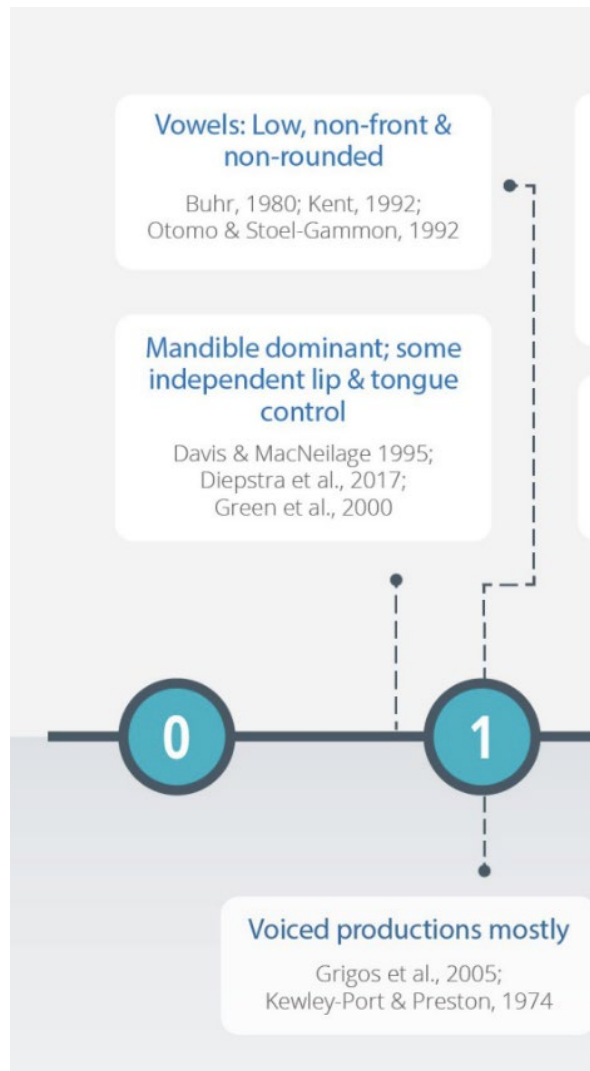 Vowels: Low, non-front &
non-rounded
Buhr, 1980; Kent, 1992;
Otomo & Stoel-Gammon, 1992
Mandible dominant; some
independent lip & tongue
control
Davis & MacNeilage 1995;
Diepstra et al., 2017;
Green et al., 2000
0
1
Voiced productions mostly
Grigos et al., 2005;
Kewley-Port & Preston, 1974